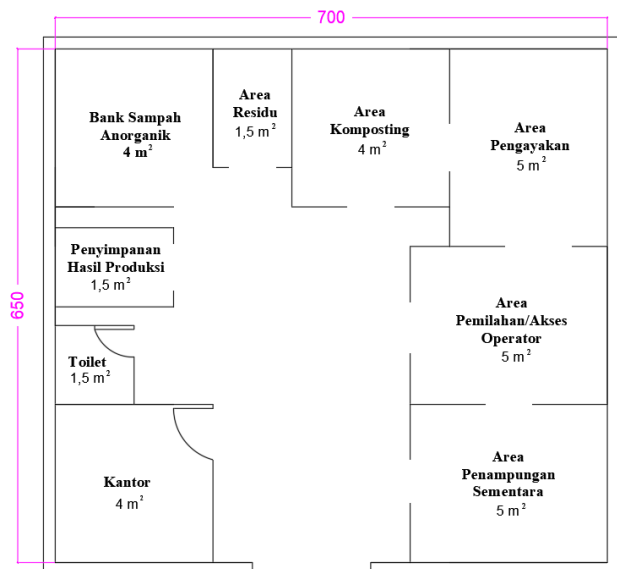 700
650
Bank Sampah
Anorganik
4 m²
Area
Residu
1,5 m²
Area
Komposting
4 m²
Area
Pengayakan
5 m²
Penyimpanan
Hasil Produksi
1,5 m²
Area
Pemilahan/Akses
Operator
5 m²
Toilet
1,5 m²
Kantor
4 m²
Area
Penampungan
Sementara
5 m²